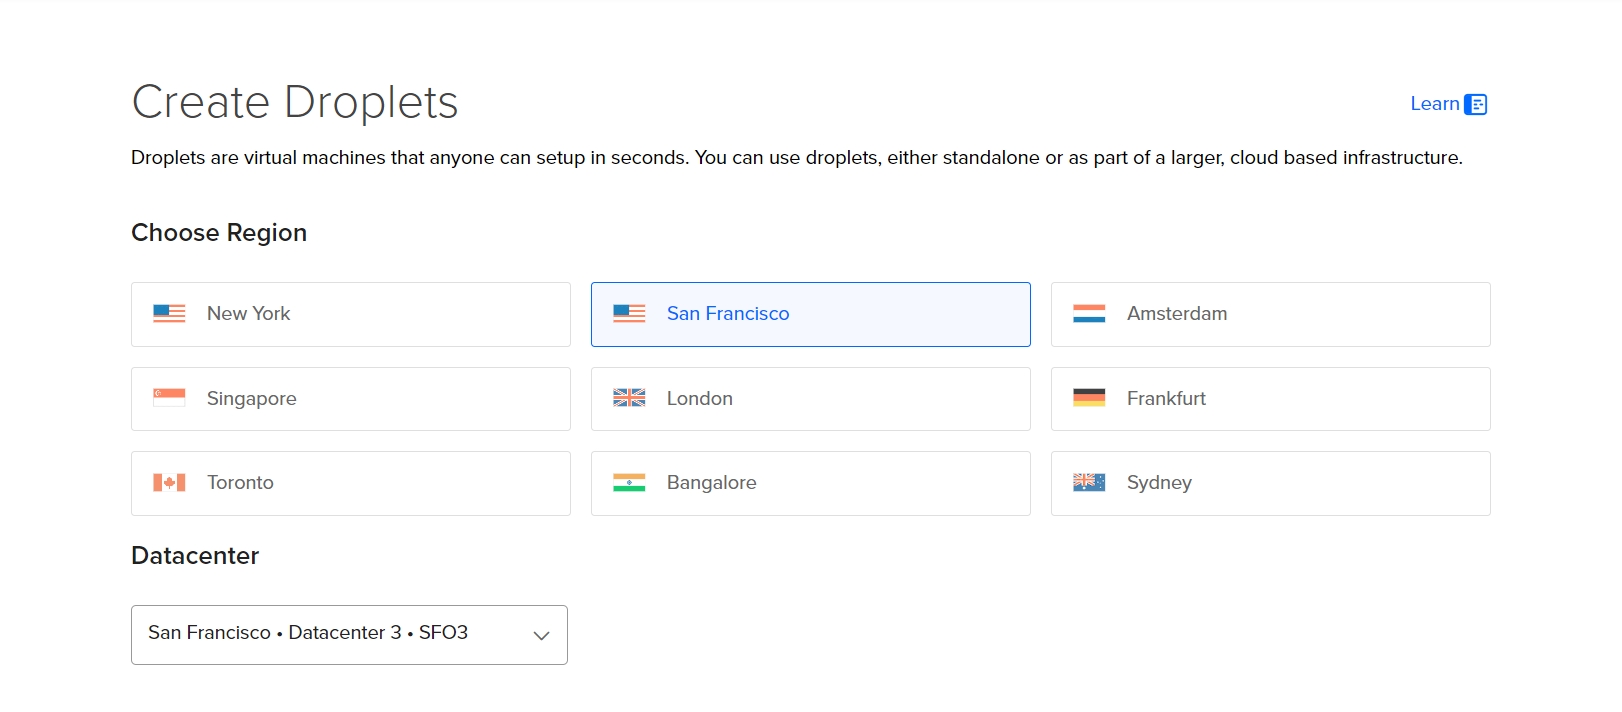 Create Droplets
Learn
Droplets are virtual machines that anyone can setup in seconds. You can use droplets, either standalone or as part of a larger, cloud based infrastructure.
Choose Region
New York
San Francisco
Amsterdam
Singapore
London
Frankfurt
Toronto
Bangalore
Sydney
Datacenter
San Francisco • Datacenter 3 • SFO3